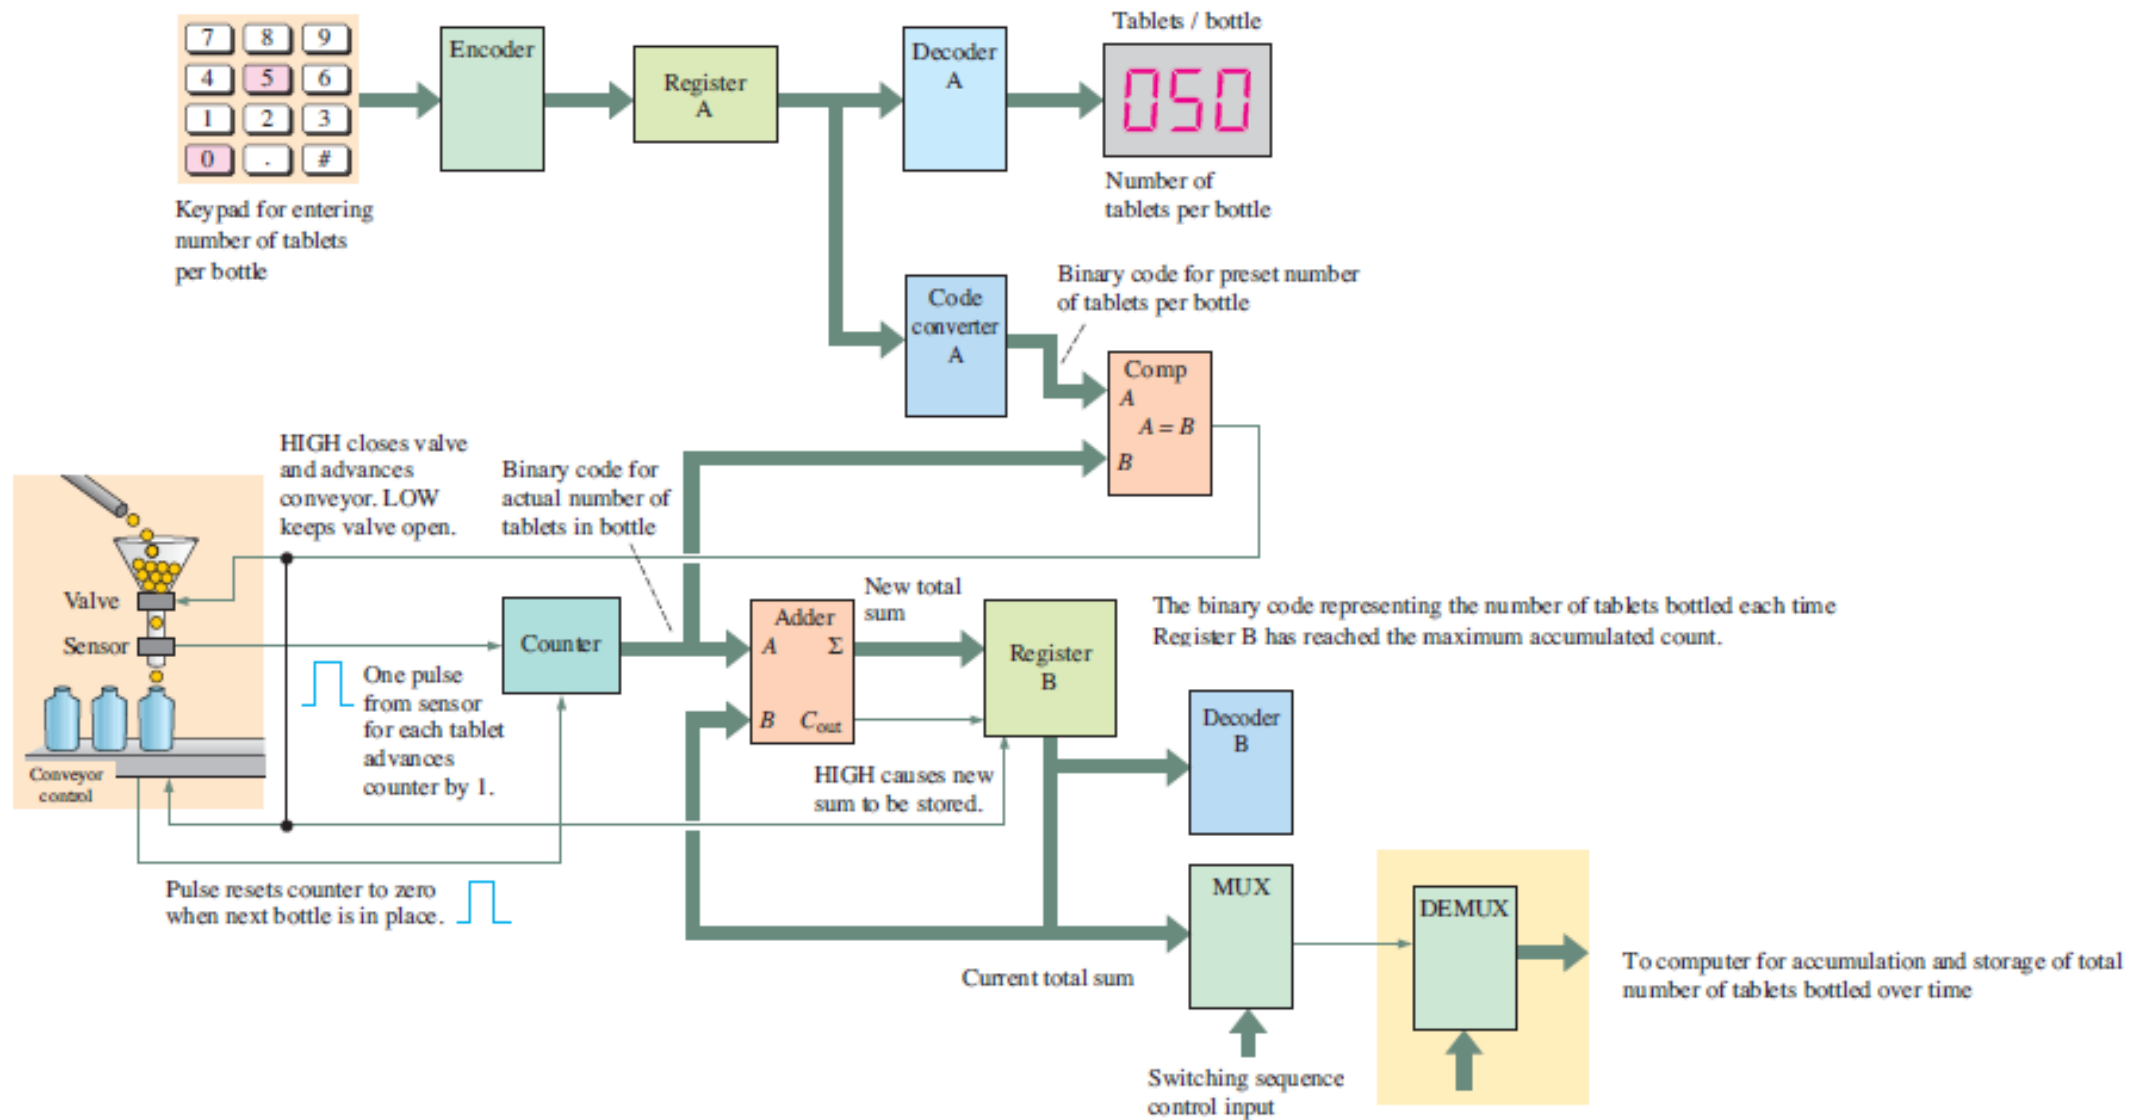 7 8 9
4 5 6
1 2 3
0 . #
Keypad for entering
number of tablets
per bottle
Encoder
Register
A
Decoder
A
Tablets / bottle
050
Number of
tablets per bottle
Code
converter
A
Binary code for preset number
of tablets per bottle
Comp
A
A = B
B
HIGH closes valve
and advances
conveyor. LOW
keeps valve open.
Binary code for
actual number of
tablets in bottle
Valve
Sensor
Conveyor
control
One pulse
from sensor
for each tablet
advances
counter by 1.
Counter
Adder
A Σ
B Cout
New total
sum
Register
B
The binary code representing the number of tablets bottled each time
Register B has reached the maximum accumulated count.
HIGH causes new
sum to be stored.
Decoder
B
Pulse resets counter to zero
when next bottle is in place.
Current total sum
MUX
Switching sequence
control input
DEMUX
To computer for accumulation and storage of total
number of tablets bottled over time